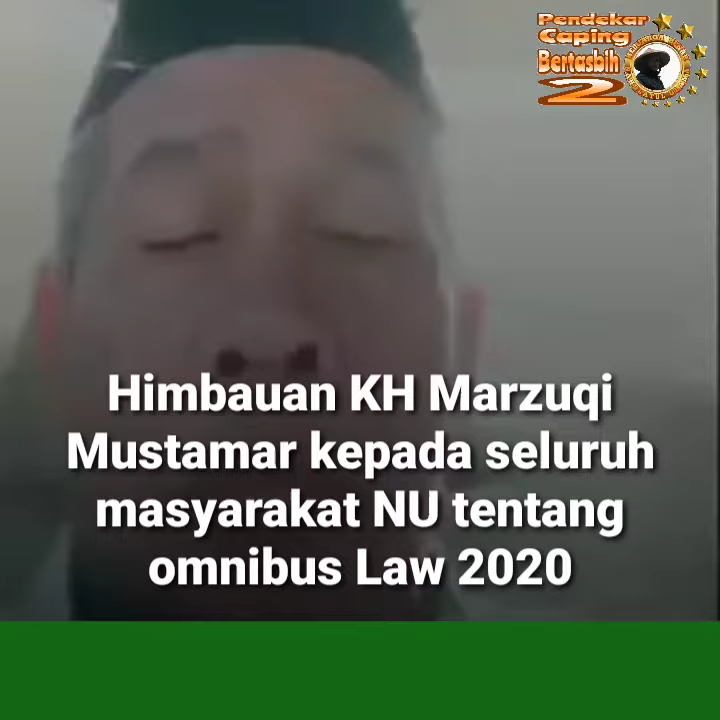 Pendekar
Caping
Bertasbih
2
Himbauan KH Marzuqi
Mustamar kepada seluruh
masyarakat NU tentang
omnibus Law 2020